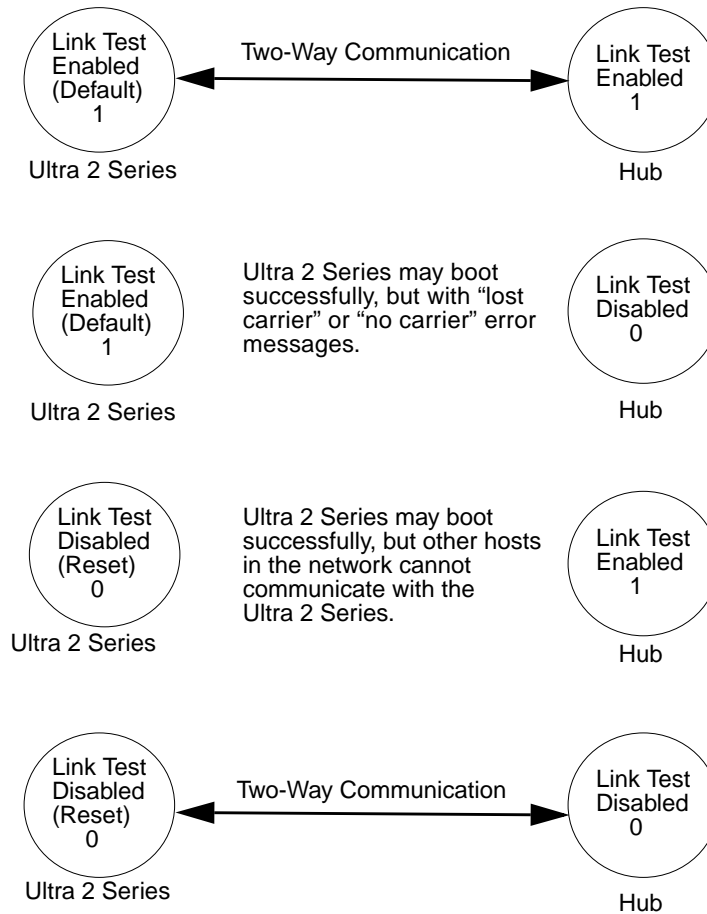 Link Test
Enabled
(Default)
1
Two-Way Communication
Link Test
Enabled
1
Ultra 2 Series
Hub
Link Test
Enabled
(Default)
1
Ultra 2 Series may boot
successfully, but with “lost
carrier” or “no carrier” error
messages.
Link Test
Disabled
0
Ultra 2 Series
Hub
Link Test
Disabled
(Reset)
0
Ultra 2 Series may boot
successfully, but other hosts
in the network cannot
communicate with the
Ultra 2 Series.
Link Test
Enabled
1
Ultra 2 Series
Hub
Link Test
Disabled
(Reset)
0
Two-Way Communication
Link Test
Disabled
0
Ultra 2 Series
Hub